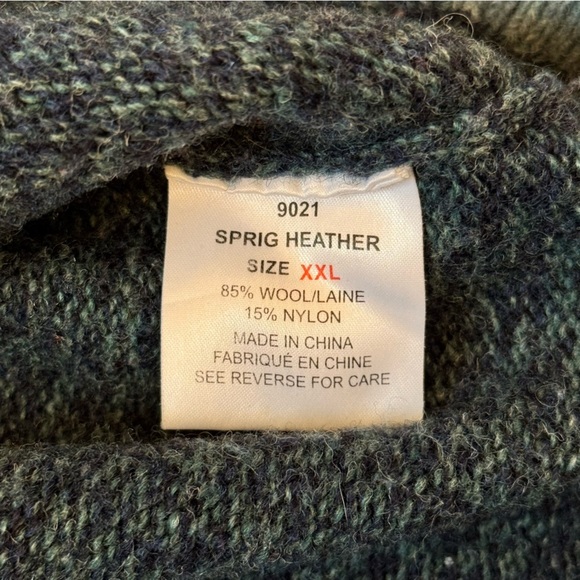 9021
SPRIG HEATHER
SIZE XXL
85% WOOL/LAINE
15% NYLON
MADE IN CHINA
FABRIQUÉ EN CHINE
SEE REVERSE FOR CARE